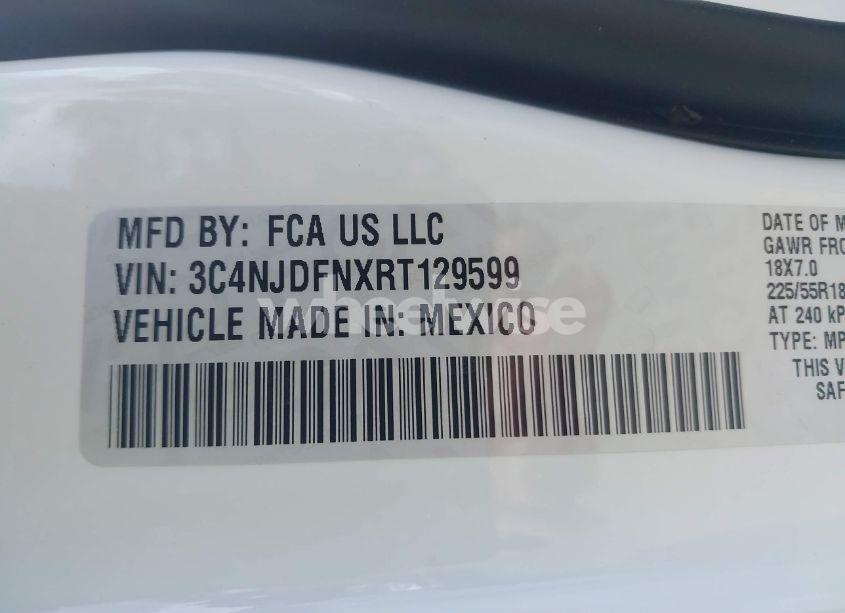 MFD BY: FCA US LLC
VIN: 3C4NJDFNXRT129599
VEHICLE MADE IN: MEXICO
DATE OF M
GAWR FRO
18X7.0
225/55R18
AT 240 kP
TYPE: MP
THIS V
SAF